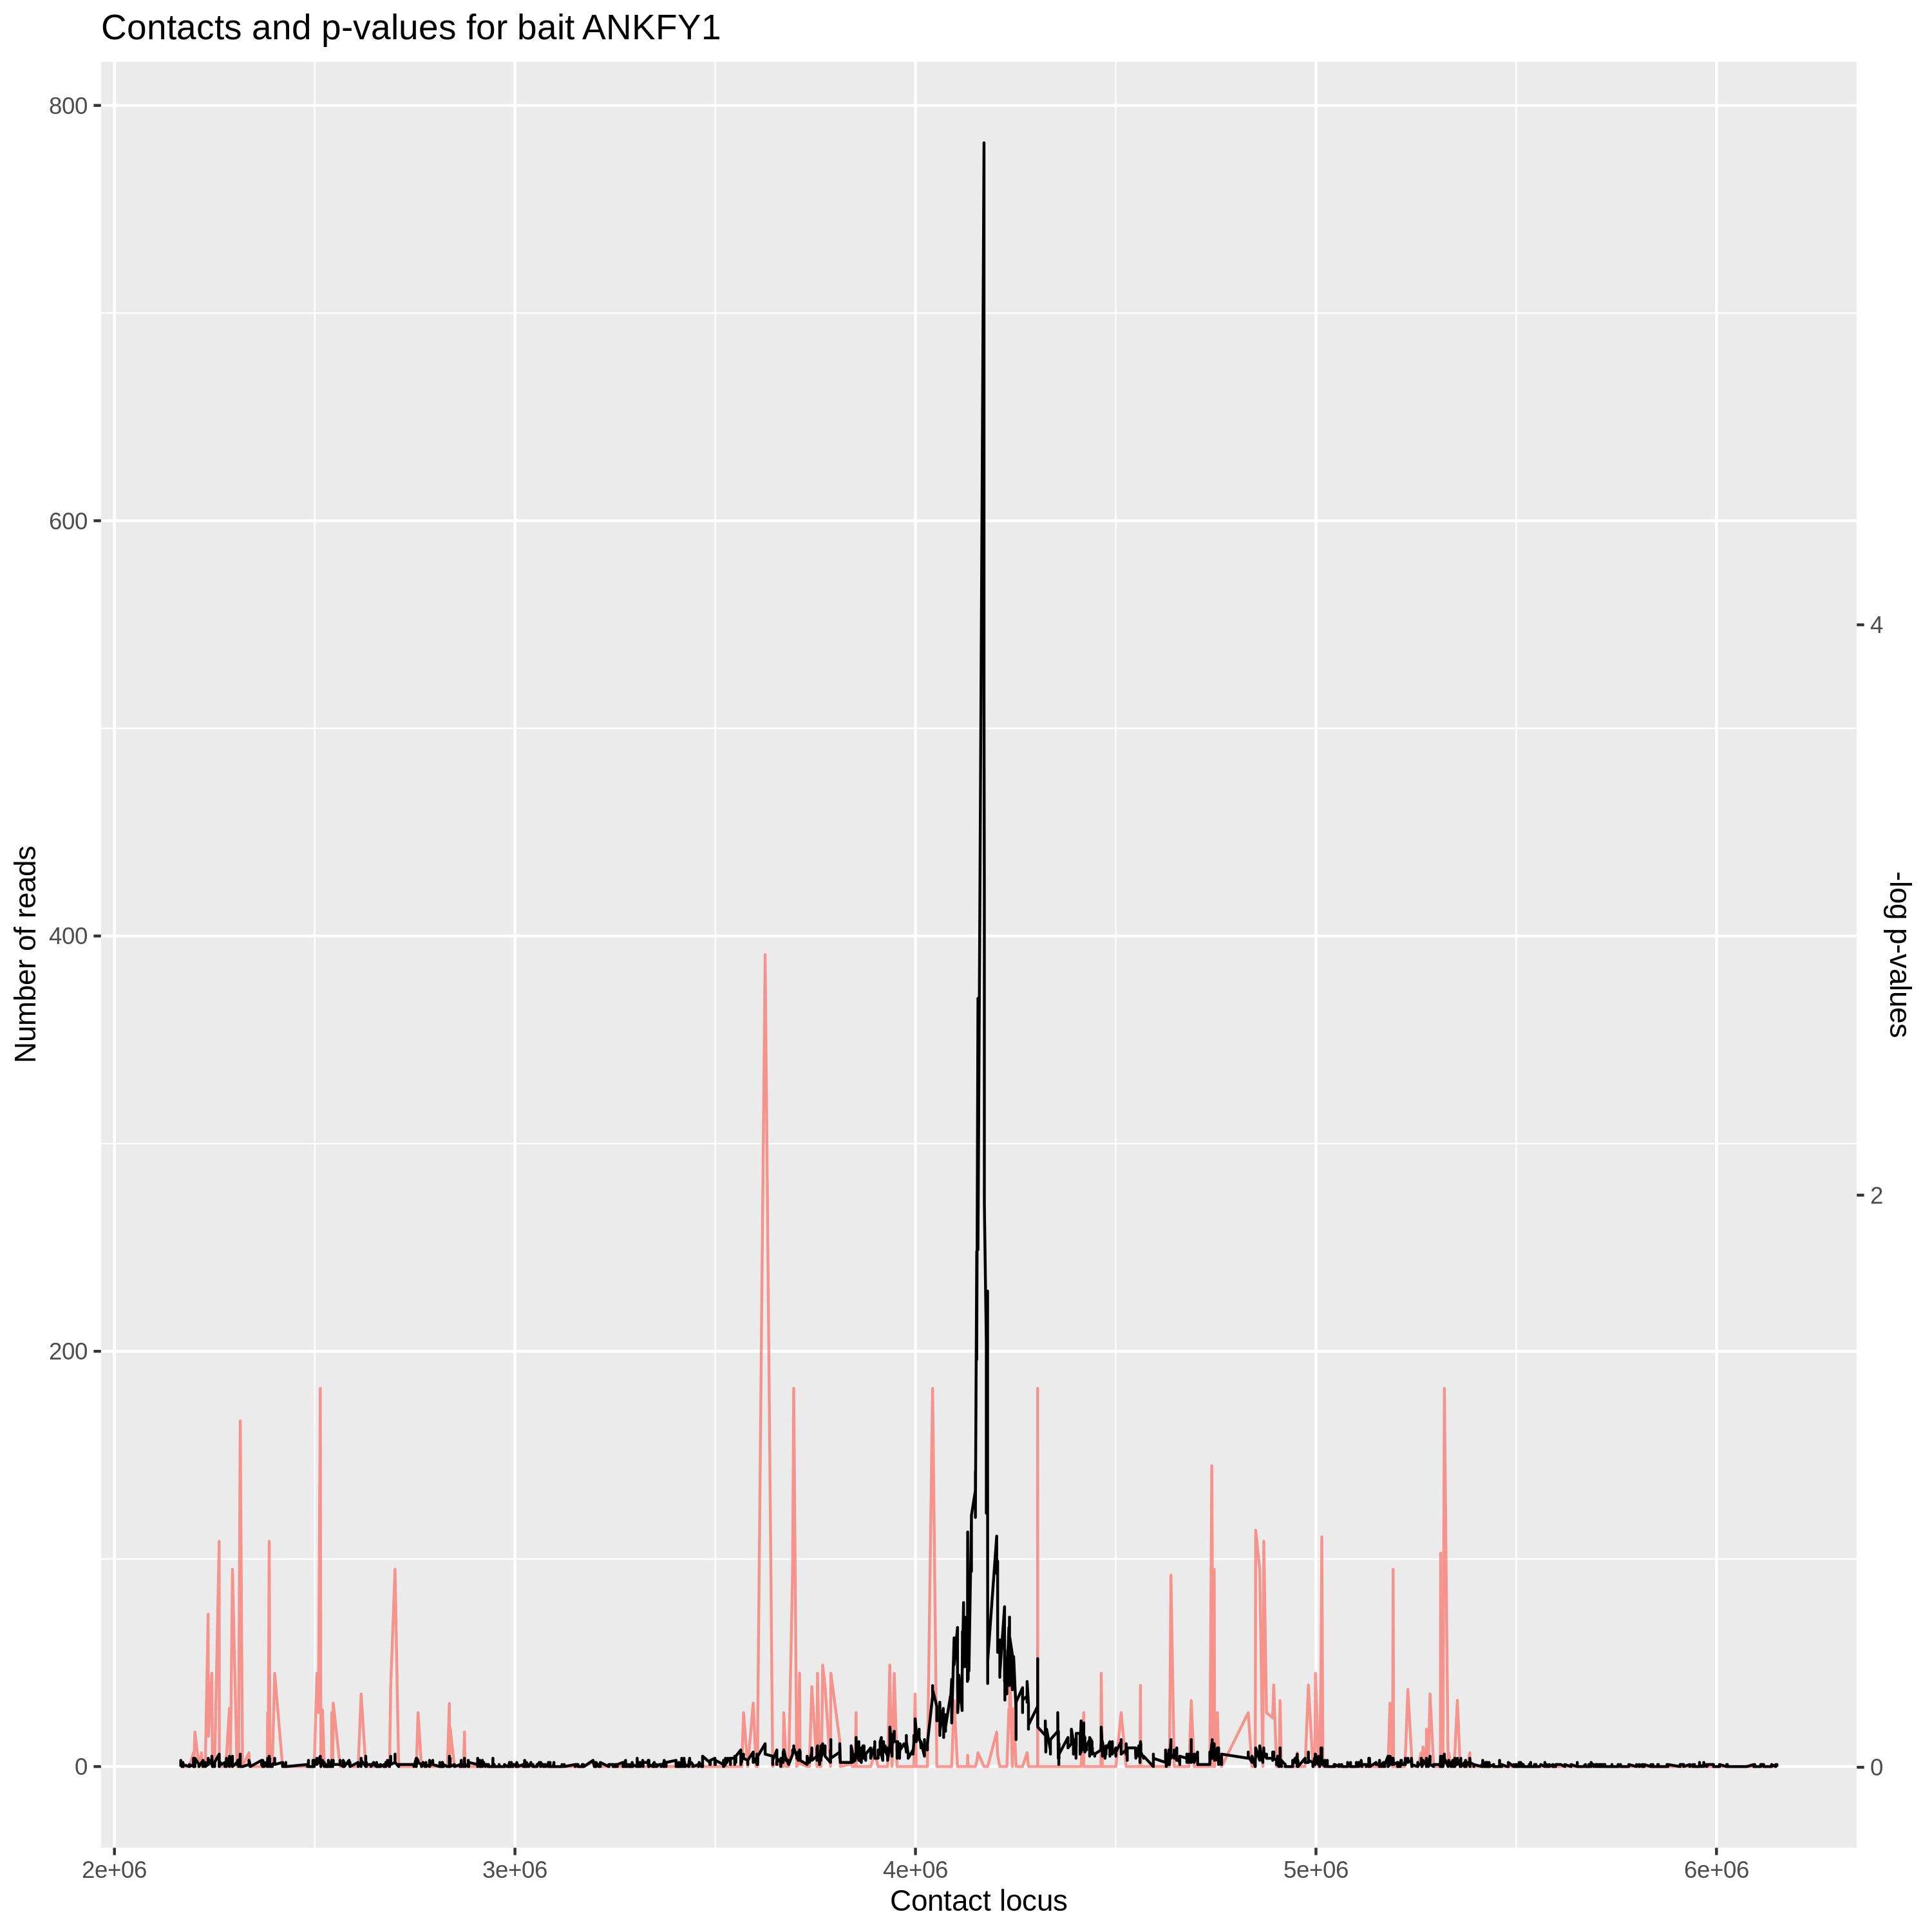 Contacts and p-values for bait ANKFY1
800
600
400
200
0
Number of reads
4
2
0
-log p-values
2e+06
3e+06
4e+06
5e+06
6e+06
Contact locus